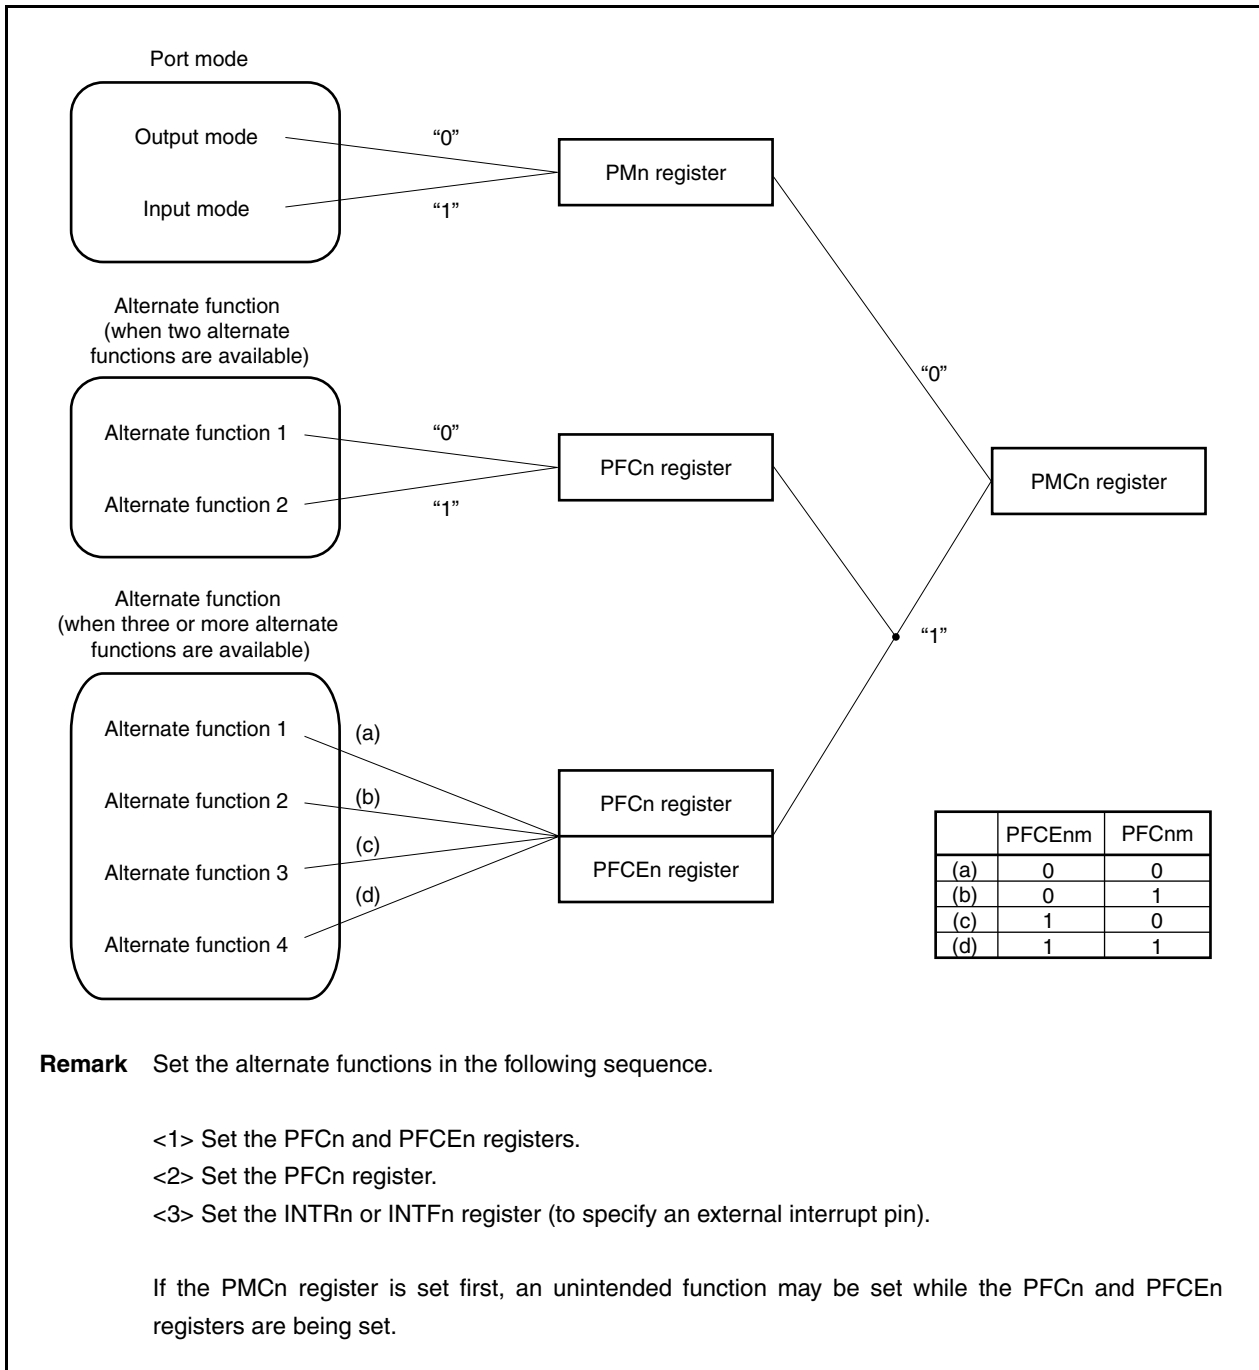 Port mode
Output mode
Input mode
“0”
“1”
PMn register
Alternate function
(when two alternate
functions are available)
Alternate function 1
Alternate function 2
“0”
“1”
PFCn register
“0”
PMCn register
“1”
Alternate function
(when three or more alternate
functions are available)
Alternate function 1
Alternate function 2
Alternate function 3
Alternate function 4
(a)
(b)
(c)
(d)
PFCn register
PFCEn register
PFCEnm PFCnm
(a) 0 0
(b) 0 1
(c) 1 0
(d) 1 1
Remark Set the alternate functions in the following sequence.
<1> Set the PFCn and PFCEn registers.
<2> Set the PFCn register.
<3> Set the INTRn or INTFn register (to specify an external interrupt pin).
If the PMCn register is set first, an unintended function may be set while the PFCn and PFCEn
registers are being set.